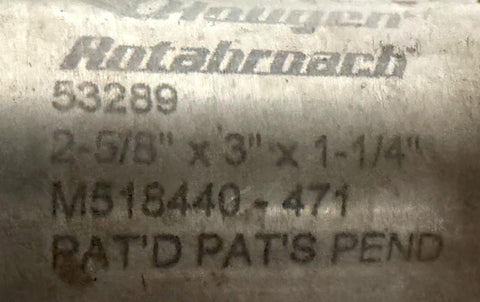 Hougen
Rotabroach
53289
2-5/8" x 3" x 1-1/4"
M518440-471
PAT'D PAT'S PEND